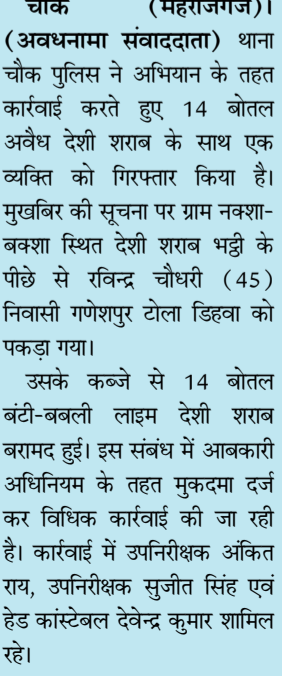 चौक (महराजगंज)।
(अवधनामा संवाददाता) थाना
चौक पुलिस ने अभियान के तहत
कार्रवाई करते हुए 14 बोतल
अवैध देशी शराब के साथ एक
व्यक्ति को गिरफ्तार किया है।
मुखबिर की सूचना पर ग्राम नक्शा-
बक्शा स्थित देशी शराब भट्ठी के
पीछे से रविन्द्र चौधरी (45)
निवासी गणेशपुर टोला डिहवा को
पकड़ा गया।
उसके कब्जे से 14 बोतल
बंटी-बबली लाइम देशी शराब
बरामद हुई। इस संबंध में आबकारी
अधिनियम के तहत मुकदमा दर्ज
कर विधिक कार्रवाई की जा रही
है। कार्रवाई में उपनिरीक्षक अंकित
राय, उपनिरीक्षक सुजीत सिंह एवं
हेड कांस्टेबल देवेन्द्र कुमार शामिल
रहे।